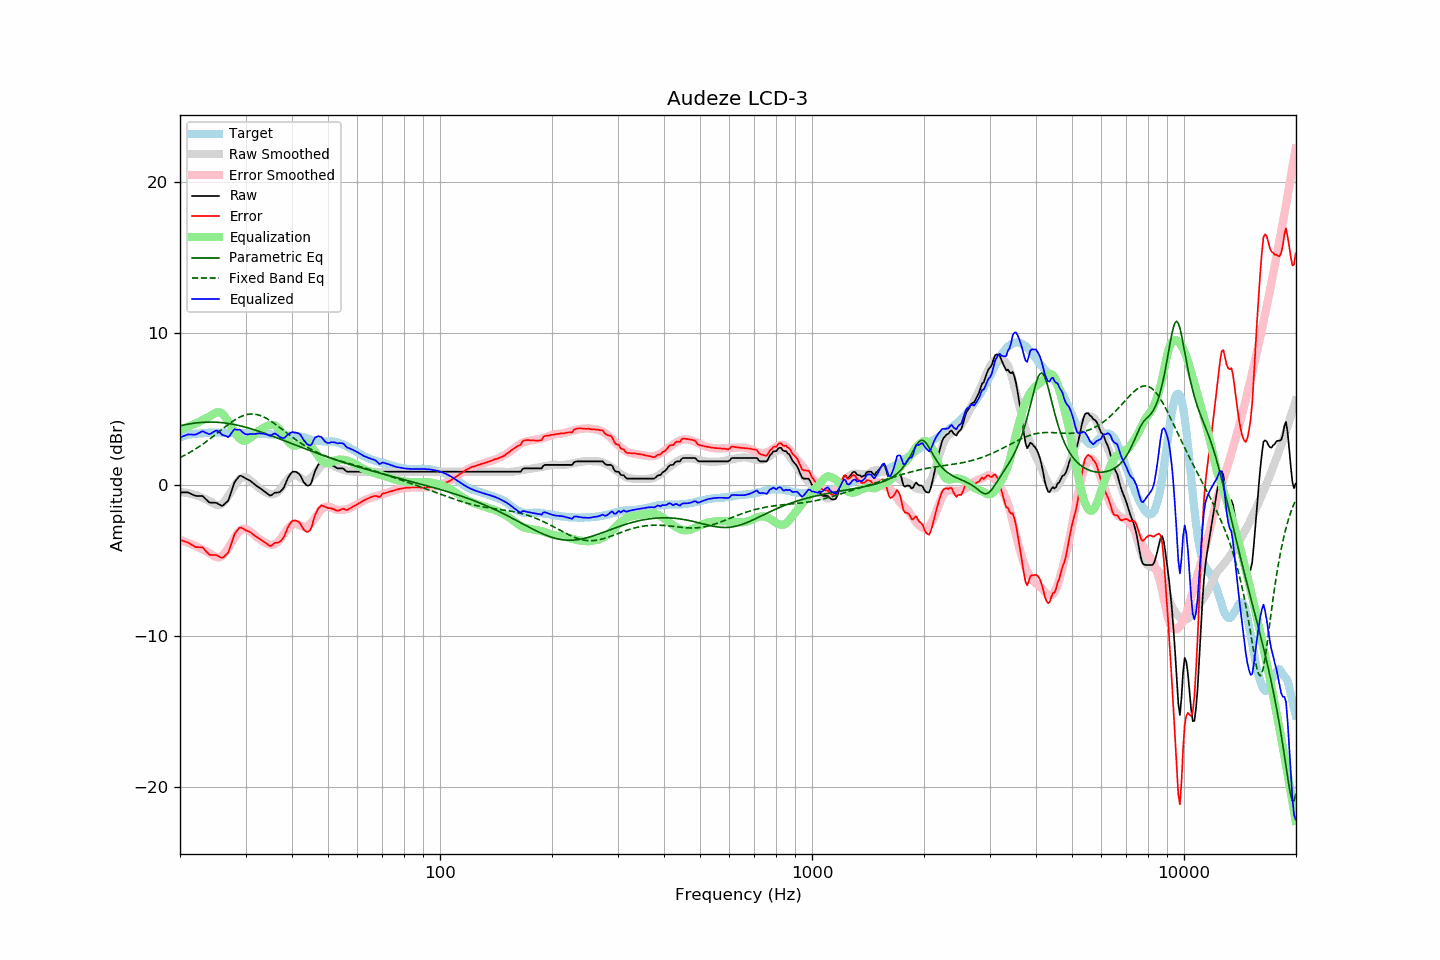 Audeze LCD-3
Target
Raw Smoothed
Error Smoothed
Raw
Error
Equalization
Parametric Eq
Fixed Band Eq
Equalized
Amplitude (dBr)
20
10
0
−10
−20
100
1000
10000
Frequency (Hz)